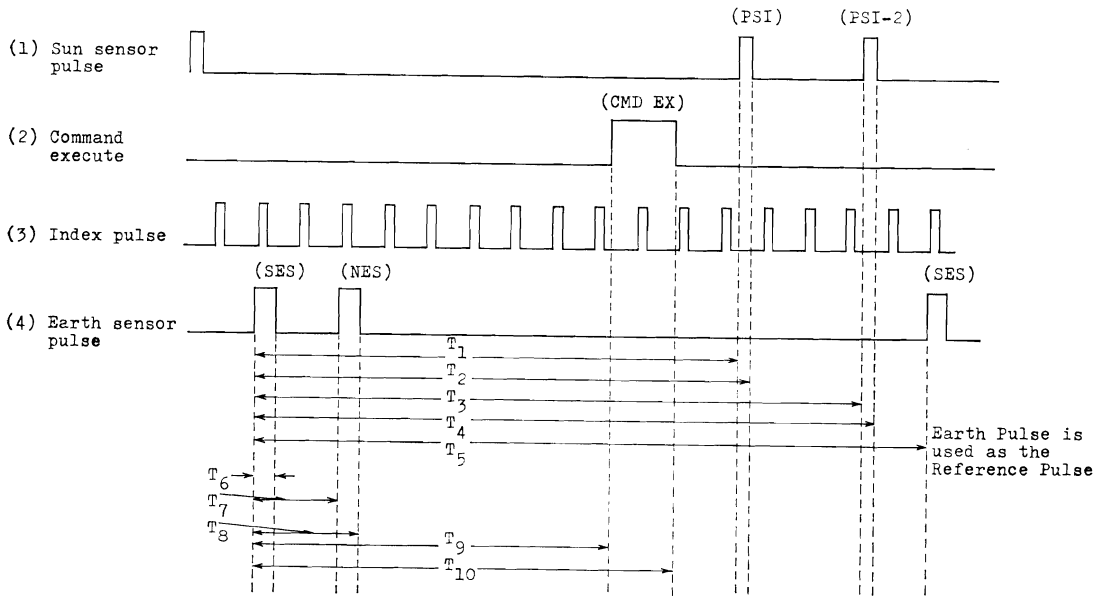 (PSI) (PSI-2)
(1) Sun sensor
pulse
(CMD EX)
(2) Command
execute
(3) Index pulse
(SES) (NES) (SES)
(4) Earth sensor
pulse
T1
T2
T3
T4
T5
Earth Pulse is
used as the
Reference Pulse
T6
T7
T8
T9
T10